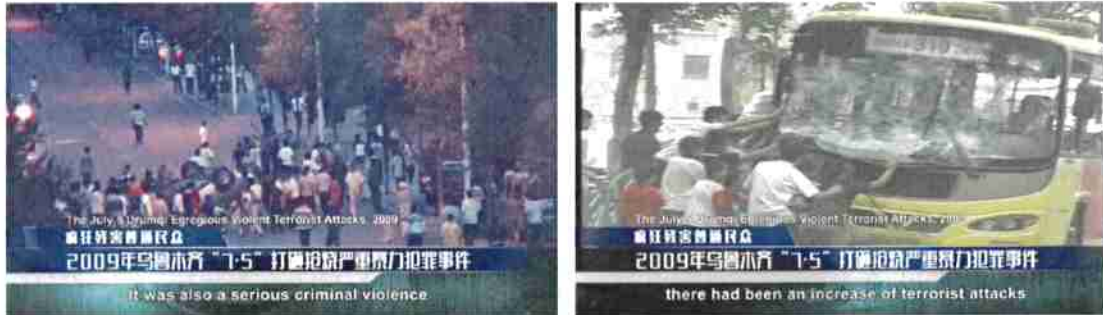 The July 5 Urumqi Egregious Violent Terrorist Attacks, 2009
疯狂残害普通民众
2009年乌鲁木齐“7·5”打砸抢烧严重暴力犯罪事件
It was also a serious criminal violence
319
The July 5 Urumqi Egregious Violent Terrorist Attacks, 200
疯狂残害普通民众
2009年乌鲁木齐“7·5”打砸抢烧严重暴力犯罪事件
there had been an increase of terrorist attacks